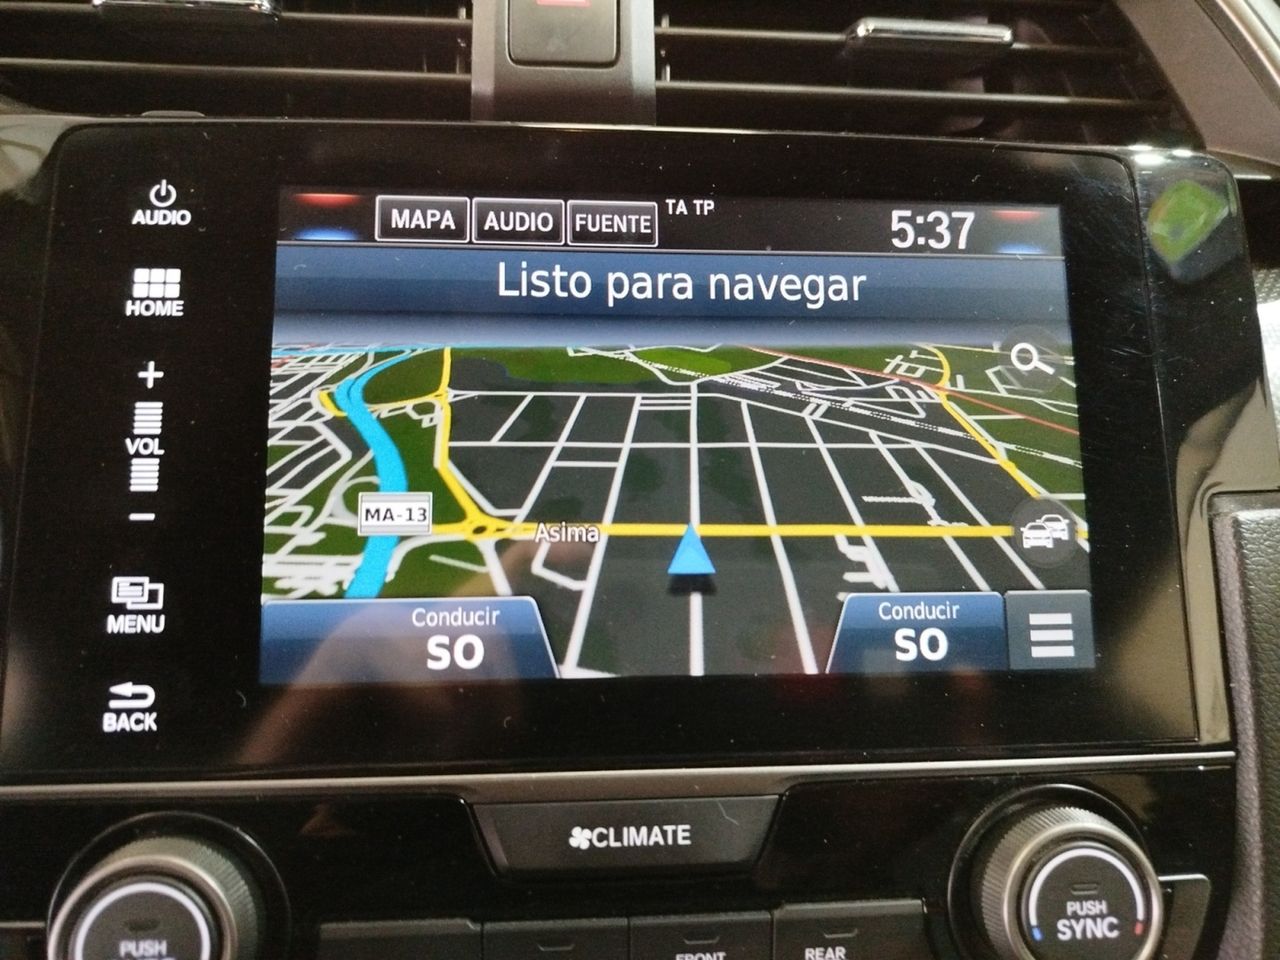 AUDIO
HOME
VOL
MENU
BACK
MAPA AUDIO FUENTE TA TP 5:37
Listo para navegar
MA-13
Asima
Conducir
SO
Conducir
SO
CLIMATE
PUSH
PUSH
SYNC
FRONT
REAR